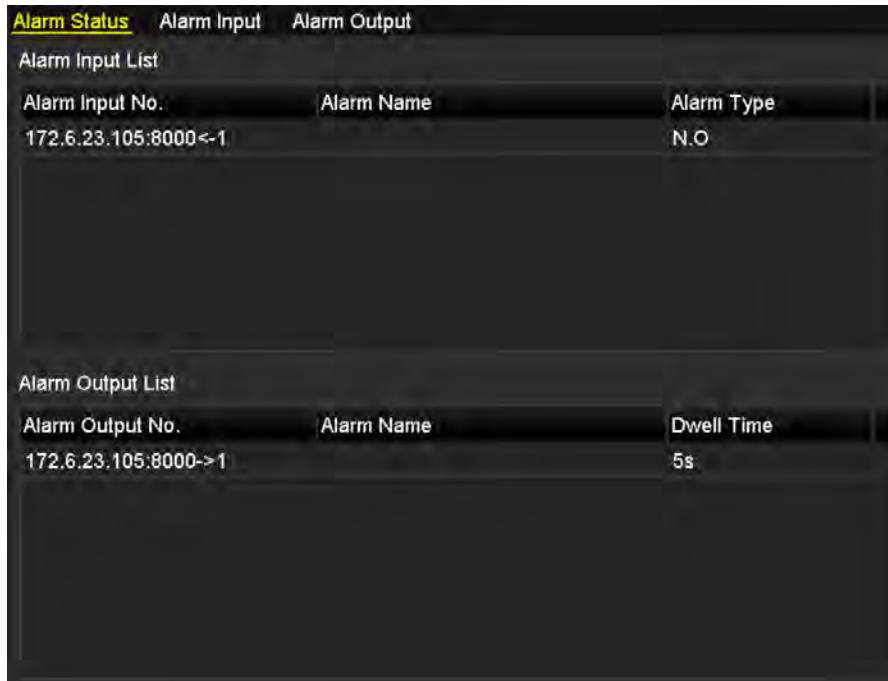 Alarm Status Alarm Input Alarm Output
Alarm Input List
Alarm Input No. Alarm Name Alarm Type
172.6.23.105:8000<-1 N.O
Alarm Output List
Alarm Output No. Alarm Name Dwell Time
172.6.23.105:8000->1 5s